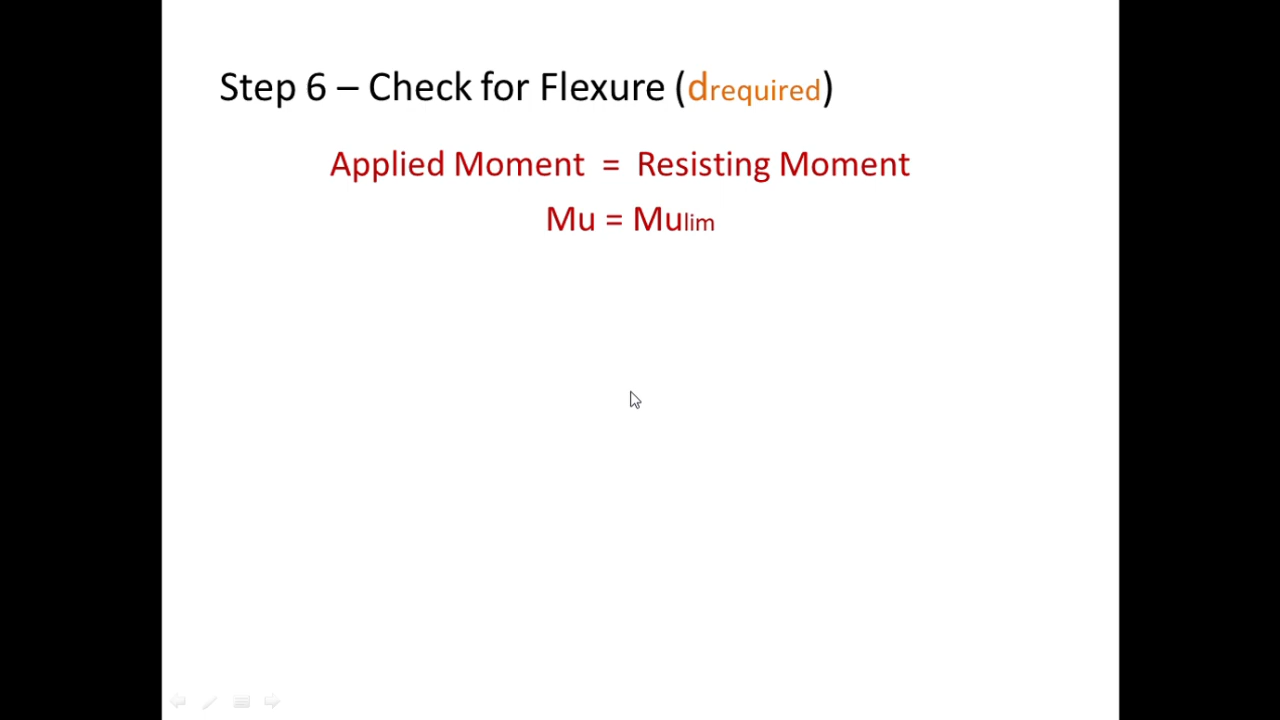 Step 6 – Check for Flexure (drequired)
Applied Moment = Resisting Moment
Mu = Mulim